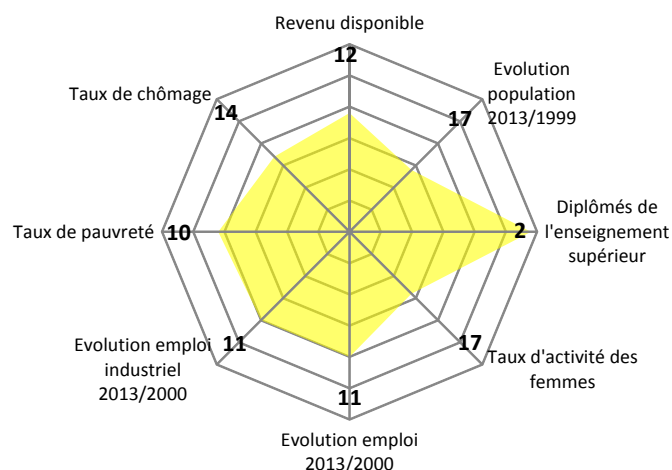 Revenu disponible
12
Evolution
population
2013/1999
17
Diplômés de
l'enseignement
supérieur
2
Taux d'activité des
femmes
17
Evolution emploi
2013/2000
11
Evolution emploi
industriel
2013/2000
11
Taux de pauvreté
10
Taux de chômage
14